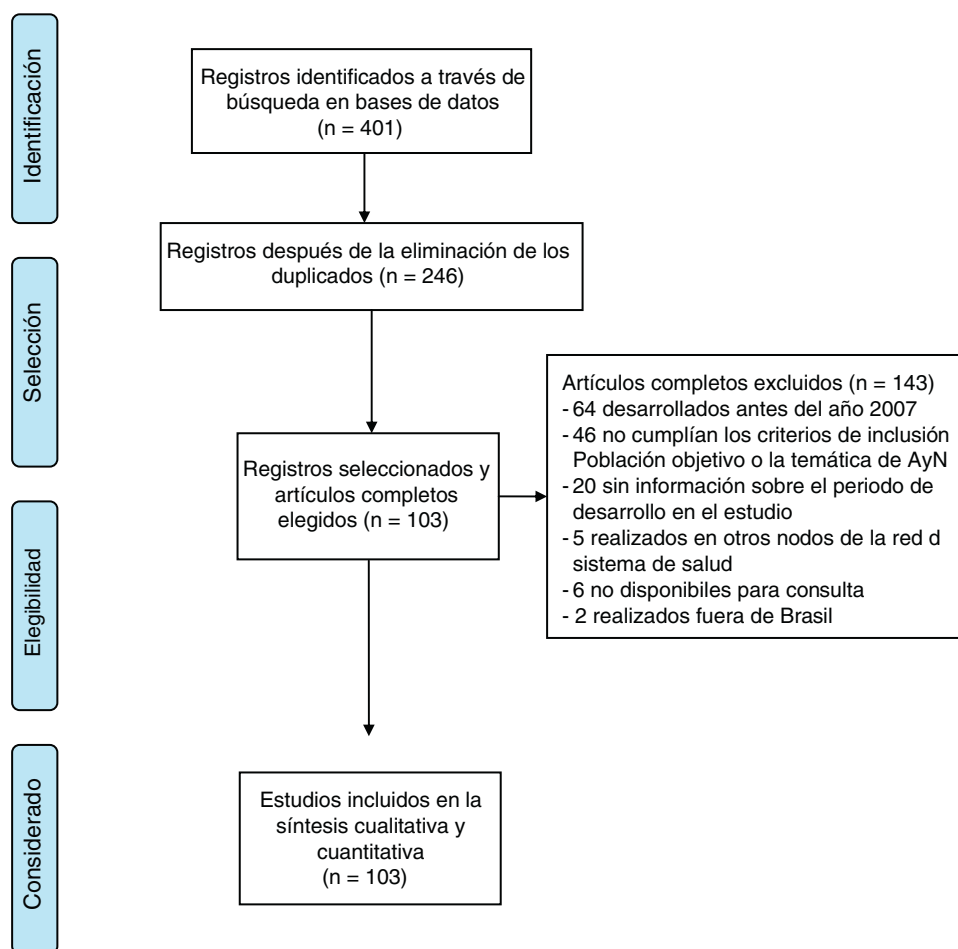 Identificación
Registros identificados a través de
búsqueda en bases de datos
(n = 401)
Registros después de la eliminación de los
duplicados (n = 246)
Selección
Artículos completos excluidos (n = 143)
- 64 desarrollados antes del año 2007
- 46 no cumplían los criterios de inclusión
Población objetivo o la temática de AyN
- 20 sin información sobre el periodo de
desarrollo en el estudio
- 5 realizados en otros nodos de la red d
sistema de salud
- 6 no disponibiles para consulta
- 2 realizados fuera de Brasil
Registros seleccionados y
artículos completos
elegidos (n = 103)
Elegibilidad
Estudios incluidos en la
síntesis cualitativa y
cuantitativa
(n = 103)
Considerado